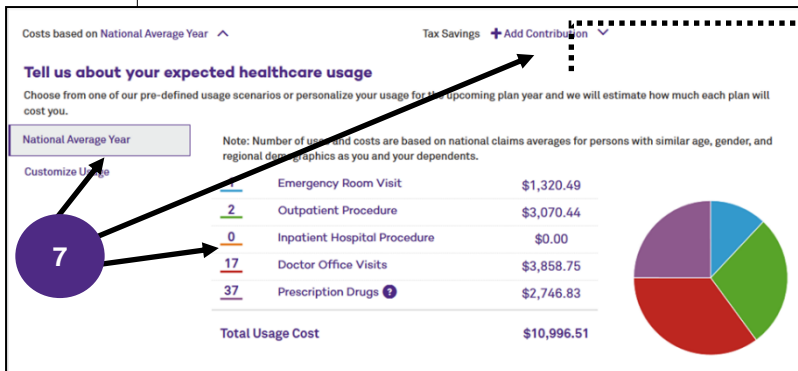 Costs based on National Average Year
Tax Savings + Add Contribution
Tell us about your expected healthcare usage
Choose from one of our pre-defined usage scenarios or personalize your usage for the upcoming plan year and we will estimate how much each plan will
cost you.
National Average Year
Customize Usage
Note: Number of uses and costs are based on national claims averages for persons with similar age, gender, and
regional demographics as you and your dependents.
1 Emergency Room Visit $1,320.49
2 Outpatient Procedure $3,070.44
0 Inpatient Hospital Procedure $0.00
17 Doctor Office Visits $3,858.75
37 Prescription Drugs ? $2,746.83
Total Usage Cost $10,996.51
7